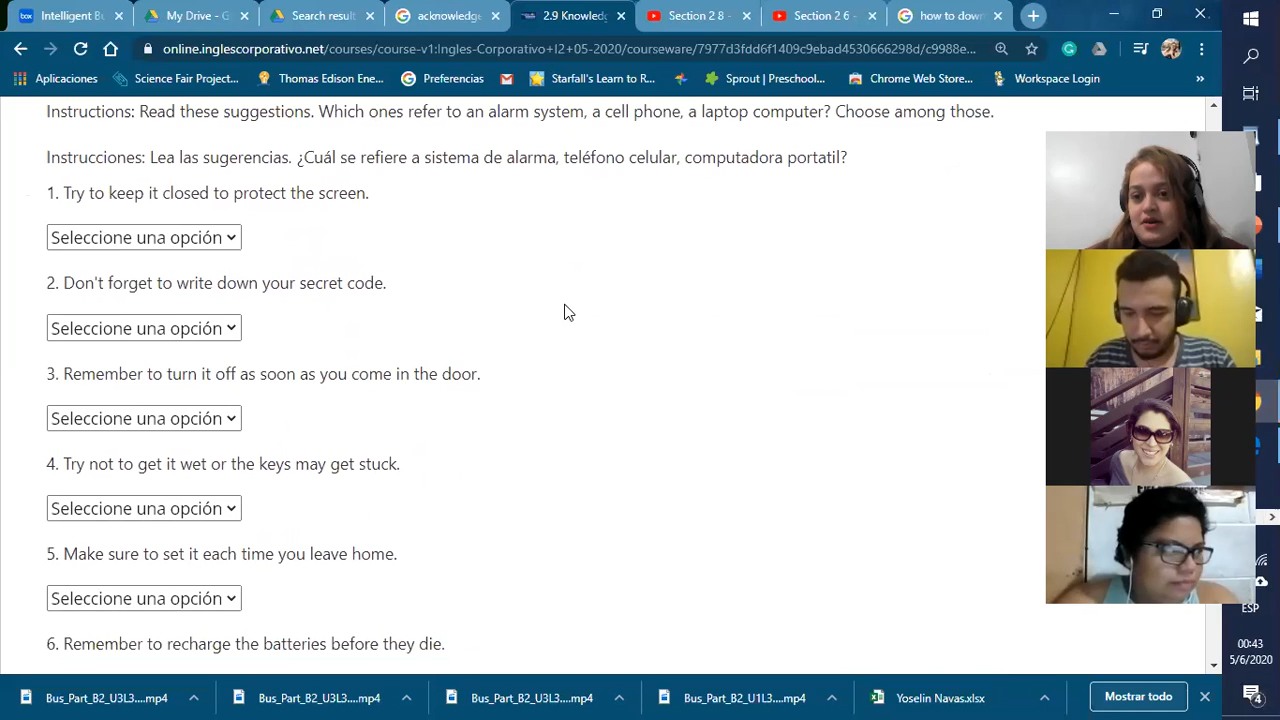 Intelligent Bu
My Drive - G
Search result
acknowledge
2.9 Knowledg
Section 2 8 -
Section 2 6 -
how to down
online.inglescorporativo.net/courses/course-v1:Ingles-Corporativo+I2+05-2020/courseware/7977d3fdd6f1409c9ebad4530666298d/c9988e...
Aplicaciones
Science Fair Project...
Thomas Edison Ene...
Preferencias
Starfall's Learn to R...
Sprout | Preschool...
Chrome Web Store...
Workspace Login
»
Instructions: Read these suggestions. Which ones refer to an alarm system, a cell phone, a laptop computer? Choose among those.
Instrucciones: Lea las sugerencias. ¿Cuál se refiere a sistema de alarma, teléfono celular, computadora portatil?
1. Try to keep it closed to protect the screen.
Seleccione una opción
2. Don't forget to write down your secret code.
Seleccione una opción
3. Remember to turn it off as soon as you come in the door.
Seleccione una opción
4. Try not to get it wet or the keys may get stuck.
Seleccione una opción
5. Make sure to set it each time you leave home.
Seleccione una opción
6. Remember to recharge the batteries before they die.
ESP
00:43
5/6/2020
4
Bus_Part_B2_U3L3....mp4
Bus_Part_B2_U3L3....mp4
Bus_Part_B2_U3L3....mp4
Bus_Part_B2_U1L3....mp4
Yoselin Navas.xlsx
Mostrar todo